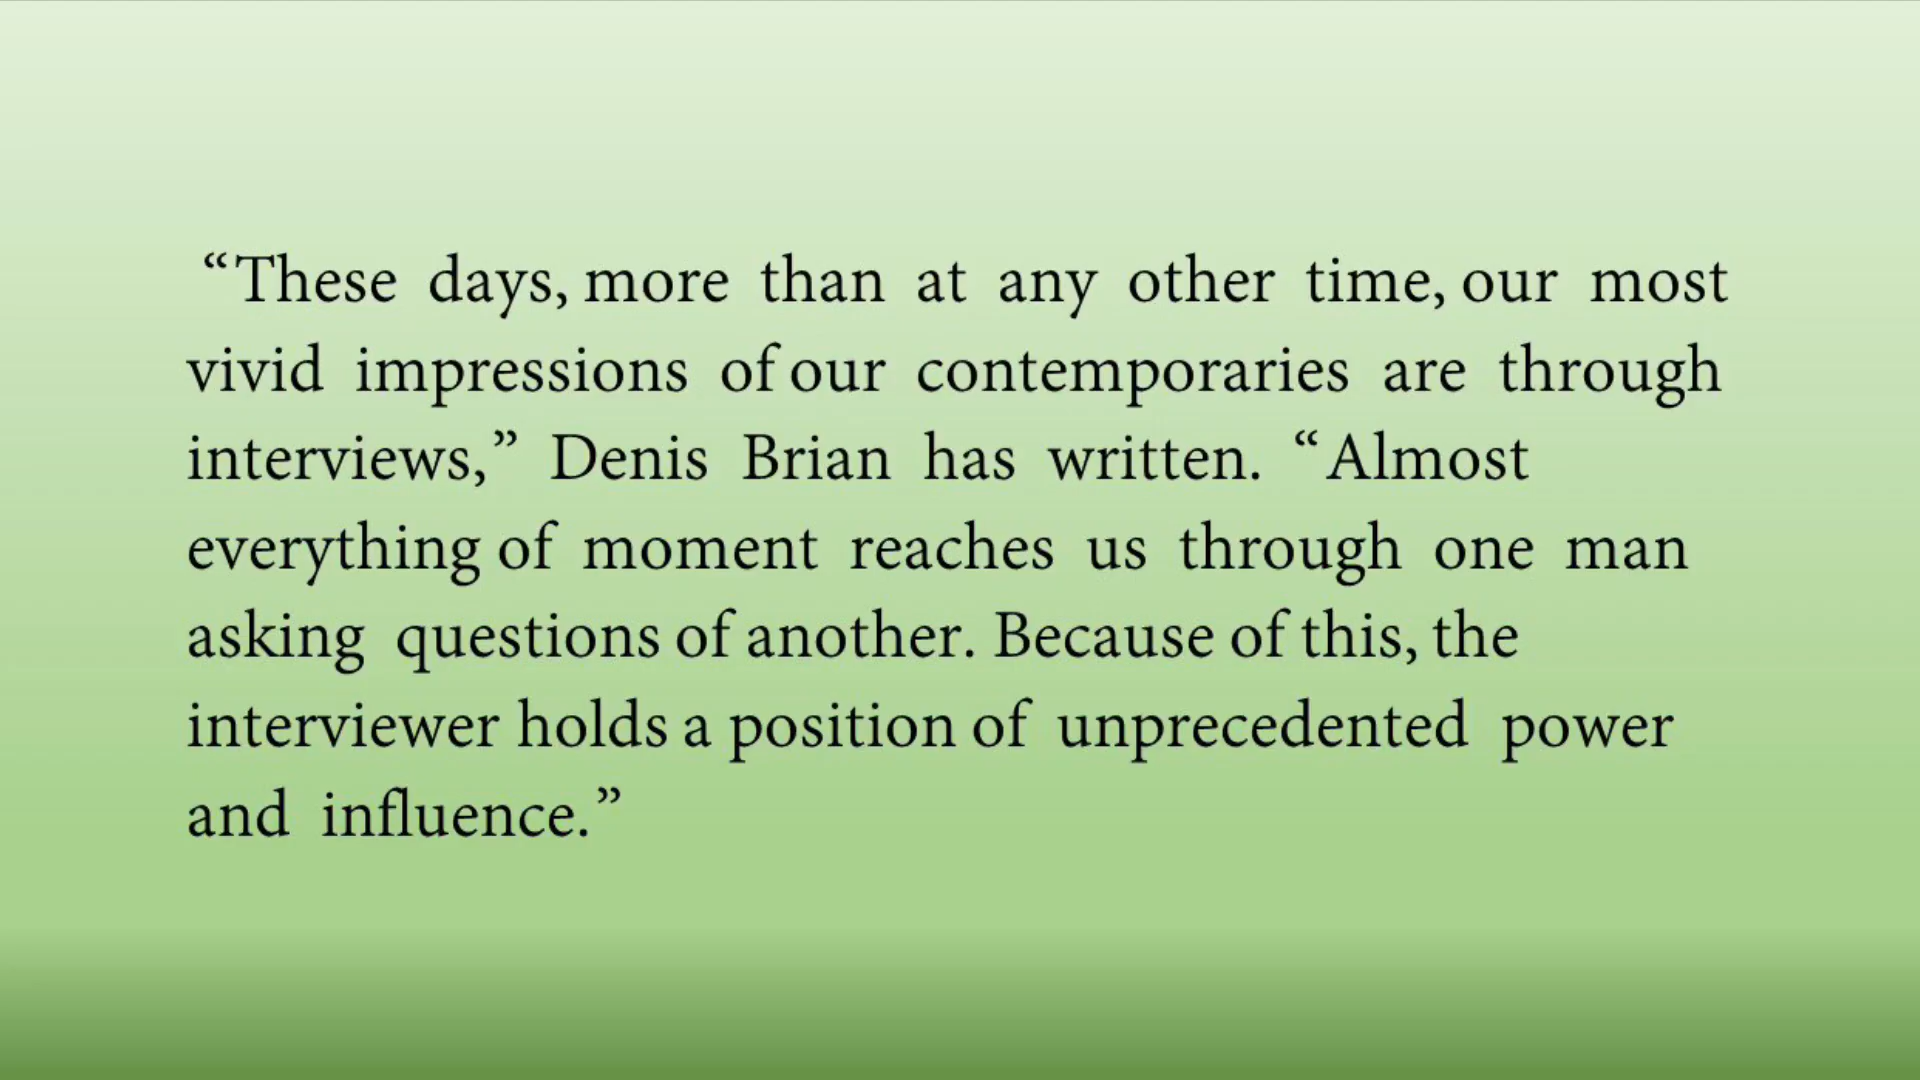 “These days, more than at any other time, our most
vivid impressions of our contemporaries are through
interviews,” Denis Brian has written. “Almost
everything of moment reaches us through one man
asking questions of another. Because of this, the
interviewer holds a position of unprecedented power
and influence.”